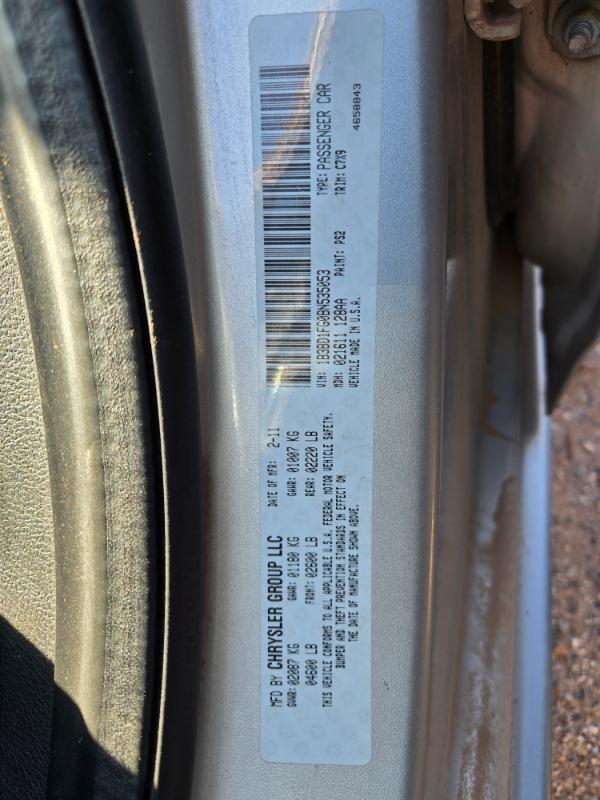 MFD BY CHRYSLER GROUP LLC DATE OF MFR: 2-11
GVWR: 02087 KG GAWR: 01180 KG GAWR: 01007 KG
04600 LB FRONT: 02600 LB REAR: 02220 LB
THIS VEHICLE CONFORMS TO ALL APPLICABLE U.S.A. FEDERAL MOTOR VEHICLE SAFETY,
BUMPER AND THEFT PREVENTION STANDARDS IN EFFECT ON
THE DATE OF MANUFACTURE SHOWN ABOVE.
VIN: 1B3BD1FG0BN535053 TYPE: PASSENGER CAR
MDH: 021611 128AA PAINT: PS2 TRIM: C7X9
VEHICLE MADE IN U.S.A. 4658843